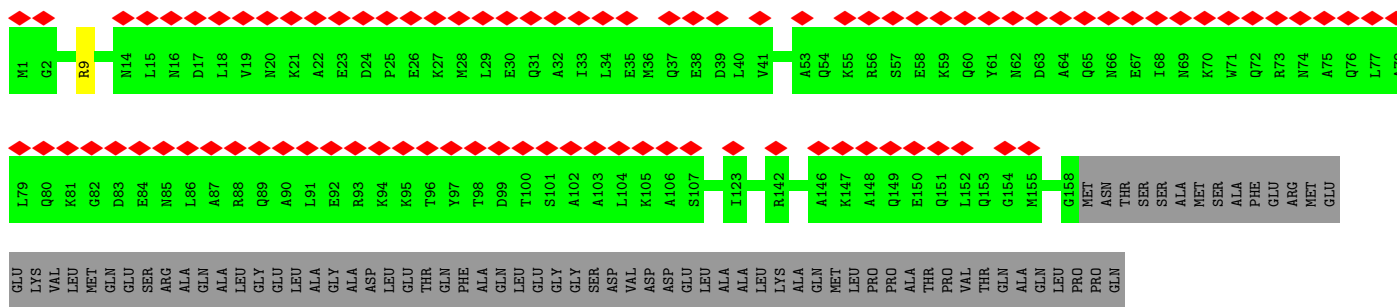 M1 G2 R9 N14 L15 N16 D17 L18 V19 N20 K21 A22 E23 D24 P25 E26 K27 M28 L29 E30 Q31 A32 I33 L34 E35 M36 Q37 E38 D39 L40 V41 A53 Q54 K55 R56 S57 E58 K59 Q60 Y61 N62 D63 A64 Q65 N66 E67 I68 N69 K70 W71 Q72 R73 N74 A75 Q76 L77
L79 Q80 K81 G82 D83 E84 N85 L86 A87 R88 Q89 A90 L91 E92 R93 K94 K95 T96 Y97 T98 D99 T100 S101 A102 A103 L104 K105 A106 S107 I123 R142 A146 K147 A148 Q149 E150 Q151 L152 Q153 G154 M155 G158 MET ASN THR SER SER ALA MET SER ALA PHE GLU ARG MET GLU
GLU LYS VAL LEU MET GLN GLU SER ARG ALA GLN ALA LEU GLY GLU LEU ALA GLY ALA ASP LEU GLU THR GLN PHE ALA GLN LEU GLU GLY GLY SER ASP VAL ASP ASP GLU LEU ALA ALA LEU LYS ALA GLN MET LEU PRO PRO ALA THR PRO VAL THR GLN ALA GLN LEU PRO PRO GLN